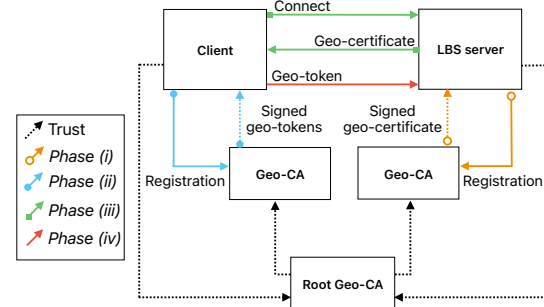 Connect
Client
Geo-certificate
LBS server
Geo-token
Signed
geo-tokens
Signed
geo-certificate
Trust
Phase (i)
Phase (ii)
Phase (iii)
Phase (iv)
Registration
Geo-CA
Geo-CA
Registration
Root Geo-CA